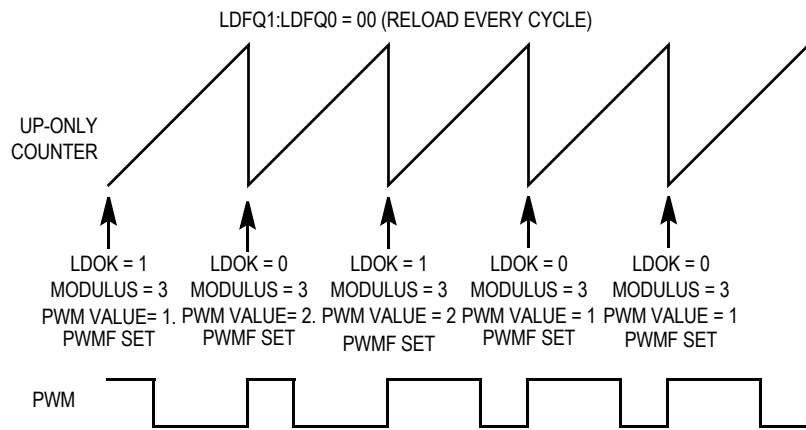 LDFQ1:LDFQ0 = 00 (RELOAD EVERY CYCLE)
UP-ONLY
COUNTER
LDOK = 1
MODULUS = 3
PWM VALUE= 1.
PWMF SET
LDOK = 0
MODULUS = 3
PWM VALUE= 2.
PWMF SET
LDOK = 1
MODULUS = 3
PWM VALUE = 2
PWMF SET
LDOK = 0
MODULUS = 3
PWM VALUE = 1
PWMF SET
LDOK = 0
MODULUS = 3
PWM VALUE = 1
PWMF SET
PWM